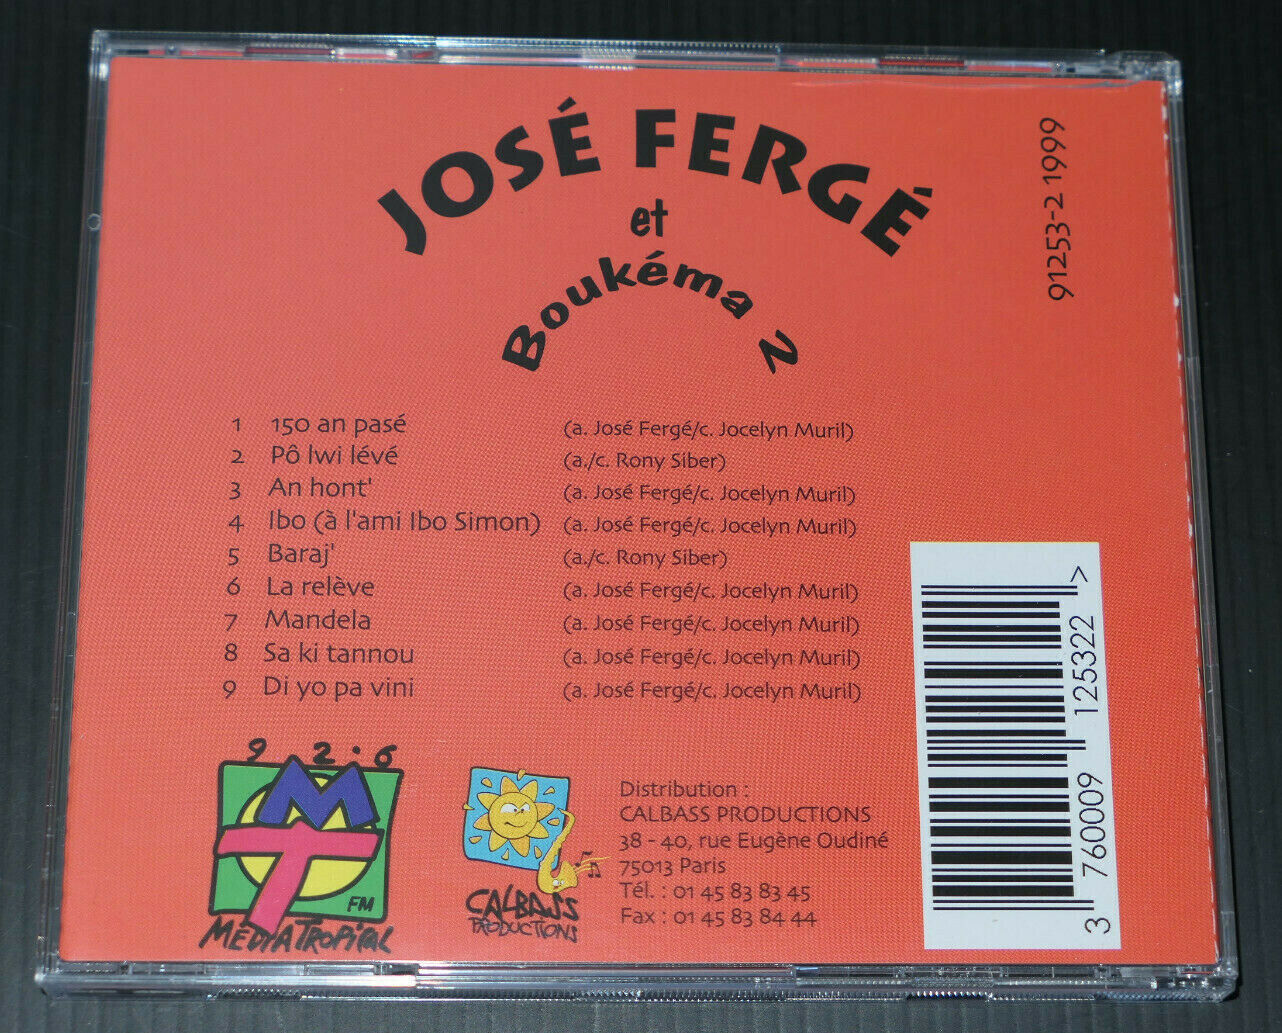 JOSÉ FERGÉ
et
Boukéma 2
91253-2 1999
1 150 an pasé (a. José Fergé/c. Jocelyn Muril)
2 Pô lwi lévé (a./c. Rony Siber)
3 An hont' (a. José Fergé/c. Jocelyn Muril)
4 Ibo (à l'ami Ibo Simon) (a. José Fergé/c. Jocelyn Muril)
5 Baraj' (a./c. Rony Siber)
6 La relève (a. José Fergé/c. Jocelyn Muril)
7 Mandela (a. José Fergé/c. Jocelyn Muril)
8 Sa ki tannou (a. José Fergé/c. Jocelyn Muril)
9 Di yo pa vini (a. José Fergé/c. Jocelyn Muril)
92.6
MT
FM
MÉDIA TROPICAL
CALBASS
PRODUCTIONS
Distribution :
CALBASS PRODUCTIONS
38 - 40, rue Eugène Oudiné
75013 Paris
Tél. : 01 45 83 83 45
Fax : 01 45 83 84 44
3 760009 125322 >